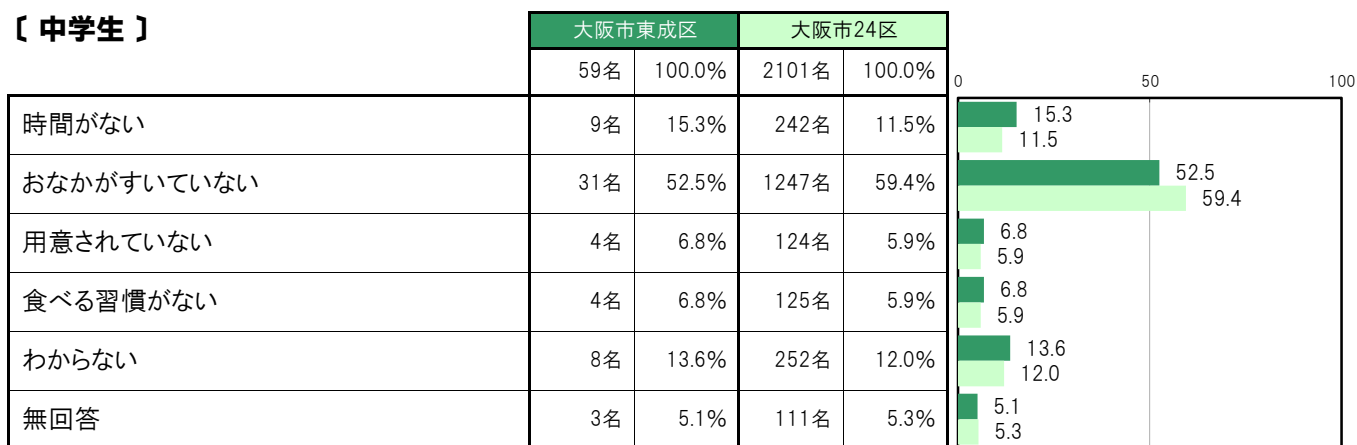 〔 中学生 〕
大阪市東成区 大阪市24区
59名 100.0% 2101名 100.0%
0 50 100
時間がない 9名 15.3% 242名 11.5%
15.3
11.5
おなかがすいていない 31名 52.5% 1247名 59.4%
52.5
59.4
用意されていない 4名 6.8% 124名 5.9%
6.8
5.9
食べる習慣がない 4名 6.8% 125名 5.9%
6.8
5.9
わからない 8名 13.6% 252名 12.0%
13.6
12.0
無回答 3名 5.1% 111名 5.3%
5.1
5.3